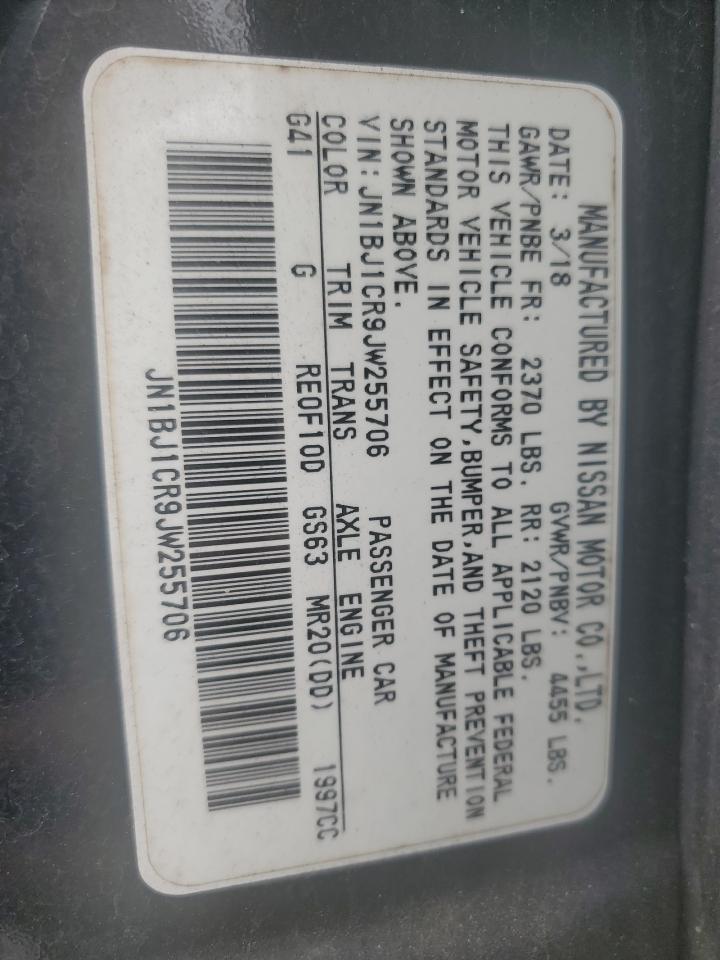 MANUFACTURED BY NISSAN MOTOR CO.,LTD.
DATE: 3/18 GVWR/PNBV: 4455 LBS.
GAWR/PNBE FR: 2370 LBS. RR: 2120 LBS.
THIS VEHICLE CONFORMS TO ALL APPLICABLE FEDERAL
MOTOR VEHICLE SAFETY,BUMPER,AND THEFT PREVENTION
STANDARDS IN EFFECT ON THE DATE OF MANUFACTURE
SHOWN ABOVE.
VIN: JN1BJ1CR9JW255706 PASSENGER CAR
COLOR TRIM TRANS AXLE ENGINE
G41 G RE0F10D GS63 MR20(DD) 1997CC
JN1BJ1CR9JW255706